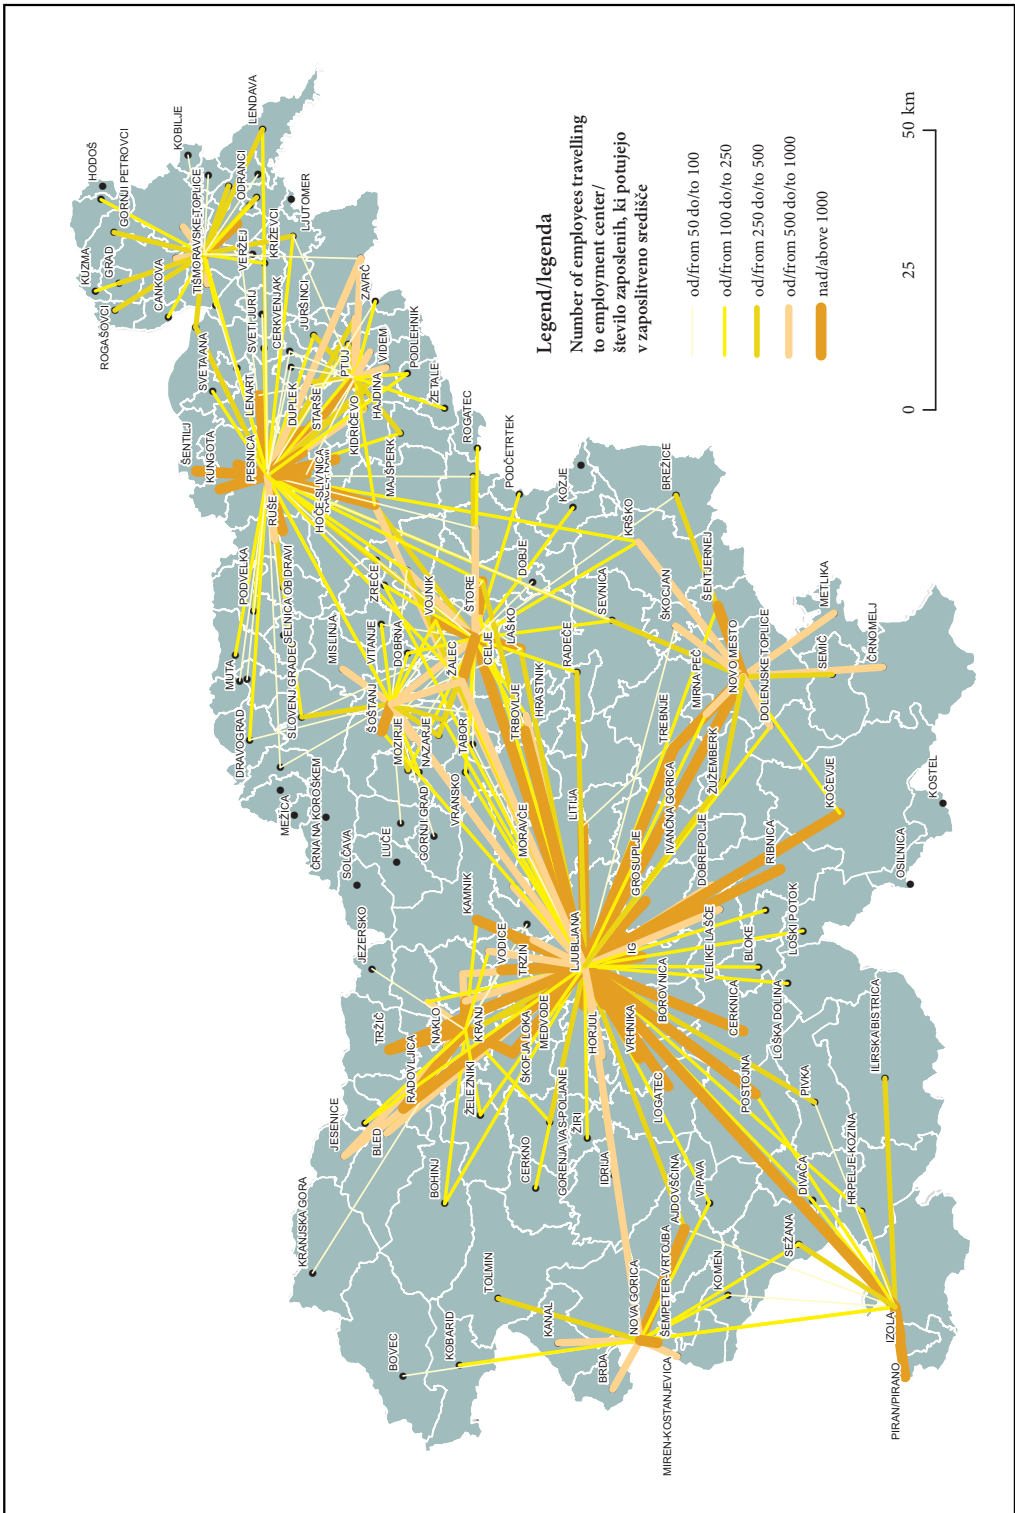 Legend/legenda
Number of employees travelling
to employment center/
število zaposlenih, ki potujejo
v zaposlitveno središče
od/from 50 do/to 100
od/from 100 do/to 250
od/from 250 do/to 500
od/from 500 do/to 1000
nad/above 1000
0
25
50 km
HODOŠ
GORNJI PETROVCI
KOBILJE
KUZMA
GRAD
ROGAŠOVCI
CANKOVA
TIŠINA
MORAVSKE-TOPLICE
ODRANCI
LENDAVA
VERŽEJ
KRIŽEVCI
LJUTOMER
SVETI JURIJ
CERKVENJAK
JURŠINCI
ZAVRČ
SVETA ANA
LENART
DUPLEK
STARŠE
PTUJ
VIDEM
PODLEHNIK
ŽETALE
HAJDINA
KIDRIČEVO
MAJŠPERK
ROGATEC
ŠENTILJ
KUNGOTA
PESNICA
RUŠE
HOČE-SLIVNICA
PODVELKA
SELNICA OB DRAVI
MUTA
DRAVOGRAD
SLOVENJ GRADEC
MISLINJA
VITANJE
ZREČE
DOBRNA
VOJNIK
ŠTORE
CELJE
LAŠKO
ŽALEC
ŠOŠTANJ
MOZIRJE
NAZARJE
TABOR
VRANSKO
GORNJI GRAD
LUČE
SOLČAVA
ČRNA NA KOROŠKEM
MEŽICA
PODČETRTEK
KOZJE
DOBJE
BREŽICE
KRŠKO
SEVNICA
RADEČE
HRASTNIK
TRBOVLJE
MORAVČE
LITIJA
ŠKOCJAN
ŠENTJERNEJ
METLIKA
SEMIČ
ČRNOMELJ
NOVO MESTO
DOLENJSKE TOPLICE
MIRNA PEČ
TREBNJE
ŽUŽEMBERK
IVANČNA GORICA
GROSUPLJE
DOBREPOLJE
RIBNICA
KOČEVJE
KOSTEL
OSILNICA
LOŠKI POTOK
BLOKE
VELIKE LAŠČE
IG
LJUBLJANA
KAMNIK
VODICE
TRZIN
JEZERSKO
TRŽIČ
NAKLO
KRANJ
RADOVLJICA
MEDVODE
ŠKOFJA LOKA
ŽELEZNIKI
JESENICE
BLED
KRANJSKA GORA
BOHINJ
CERKNO
GORENJA VAS-POLJANE
ŽIRI
IDRIJA
HORJUL
VRHNIKA
LOGATEC
BOROVNICA
CERKNICA
LOŠKA DOLINA
POSTOJNA
PIVKA
ILIRSKA BISTRICA
HRPELJE-KOZINA
DIVAČA
SEŽANA
KOMEN
VIPAVA
AJDOVŠČINA
ŠEMPETER-VRTOJBA
NOVA GORICA
MIREN-KOSTANJEVICA
BRDA
KANAL
TOLMIN
KOBARID
BOVEC
IZOLA
PIRAN/PIRANO